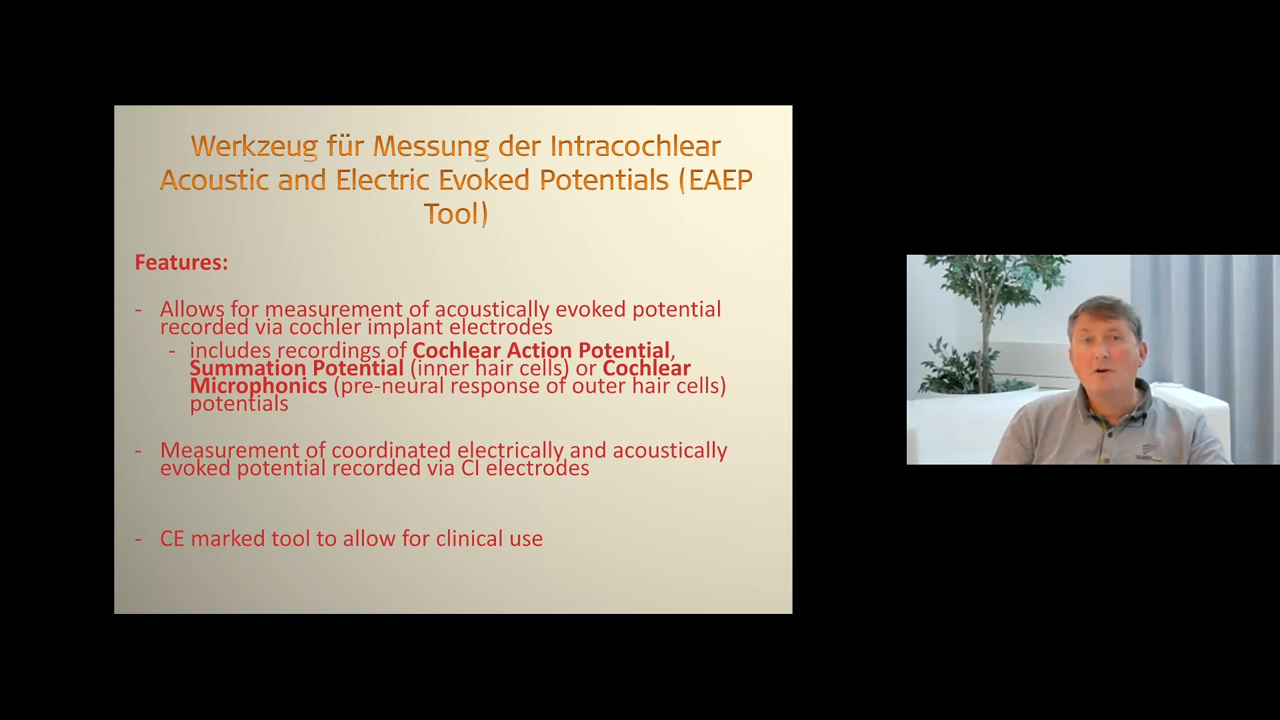 Werkzeug für Messung der Intracochlear
Acoustic and Electric Evoked Potentials (EAEP
Tool)
Features:
- Allows for measurement of acoustically evoked potential
recorded via cochler implant electrodes
- includes recordings of Cochlear Action Potential,
Summation Potential (inner hair cells) or Cochlear
Microphonics (pre-neural response of outer hair cells)
potentials
- Measurement of coordinated electrically and acoustically
evoked potential recorded via CI electrodes
- CE marked tool to allow for clinical use